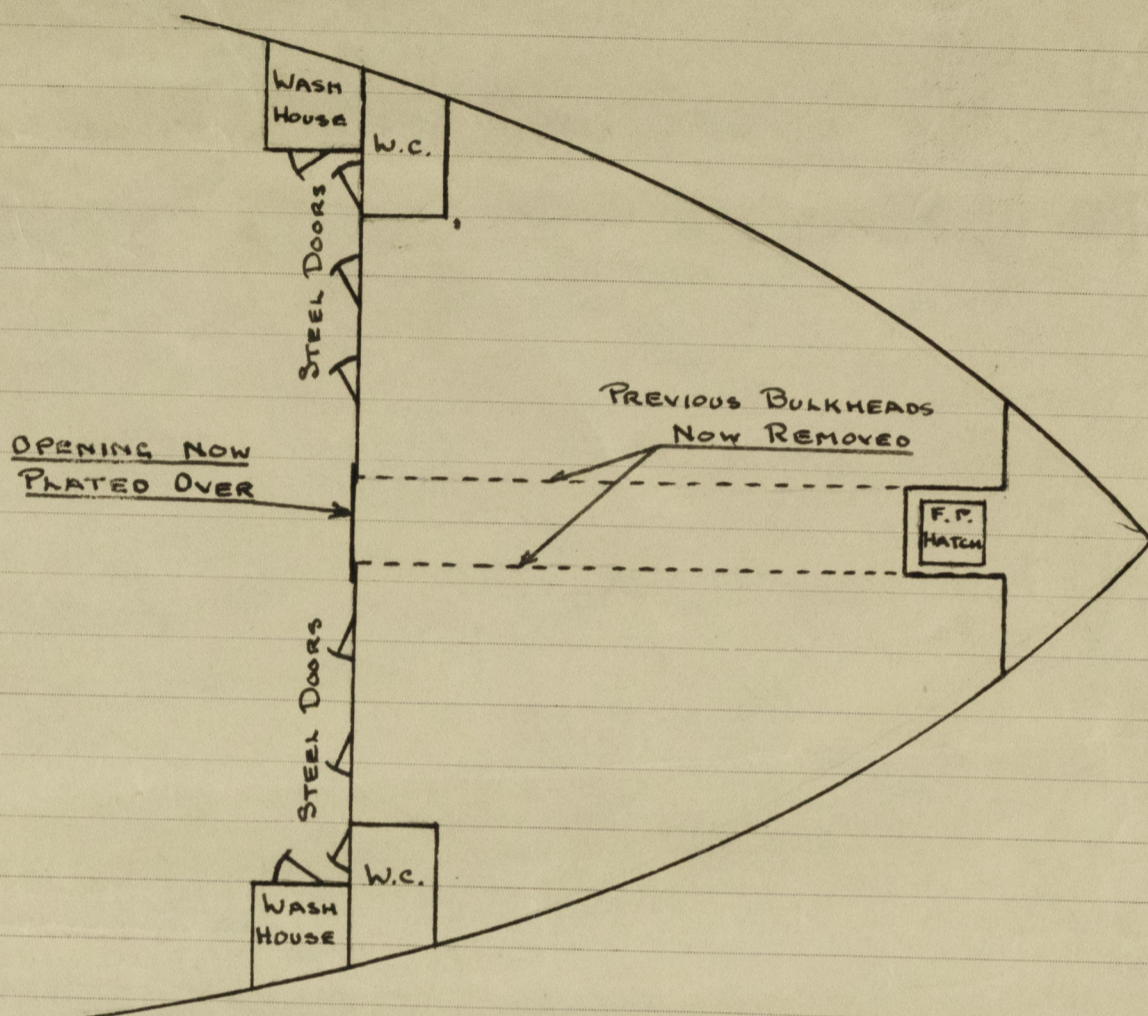 WASH
HOUSE
W.C.
STEEL DOORS
PREVIOUS BULKHEADS
NOW REMOVED
OPENING NOW
PLATED OVER
F.P.
HATCH
STEEL DOORS
W.C.
WASH
HOUSE